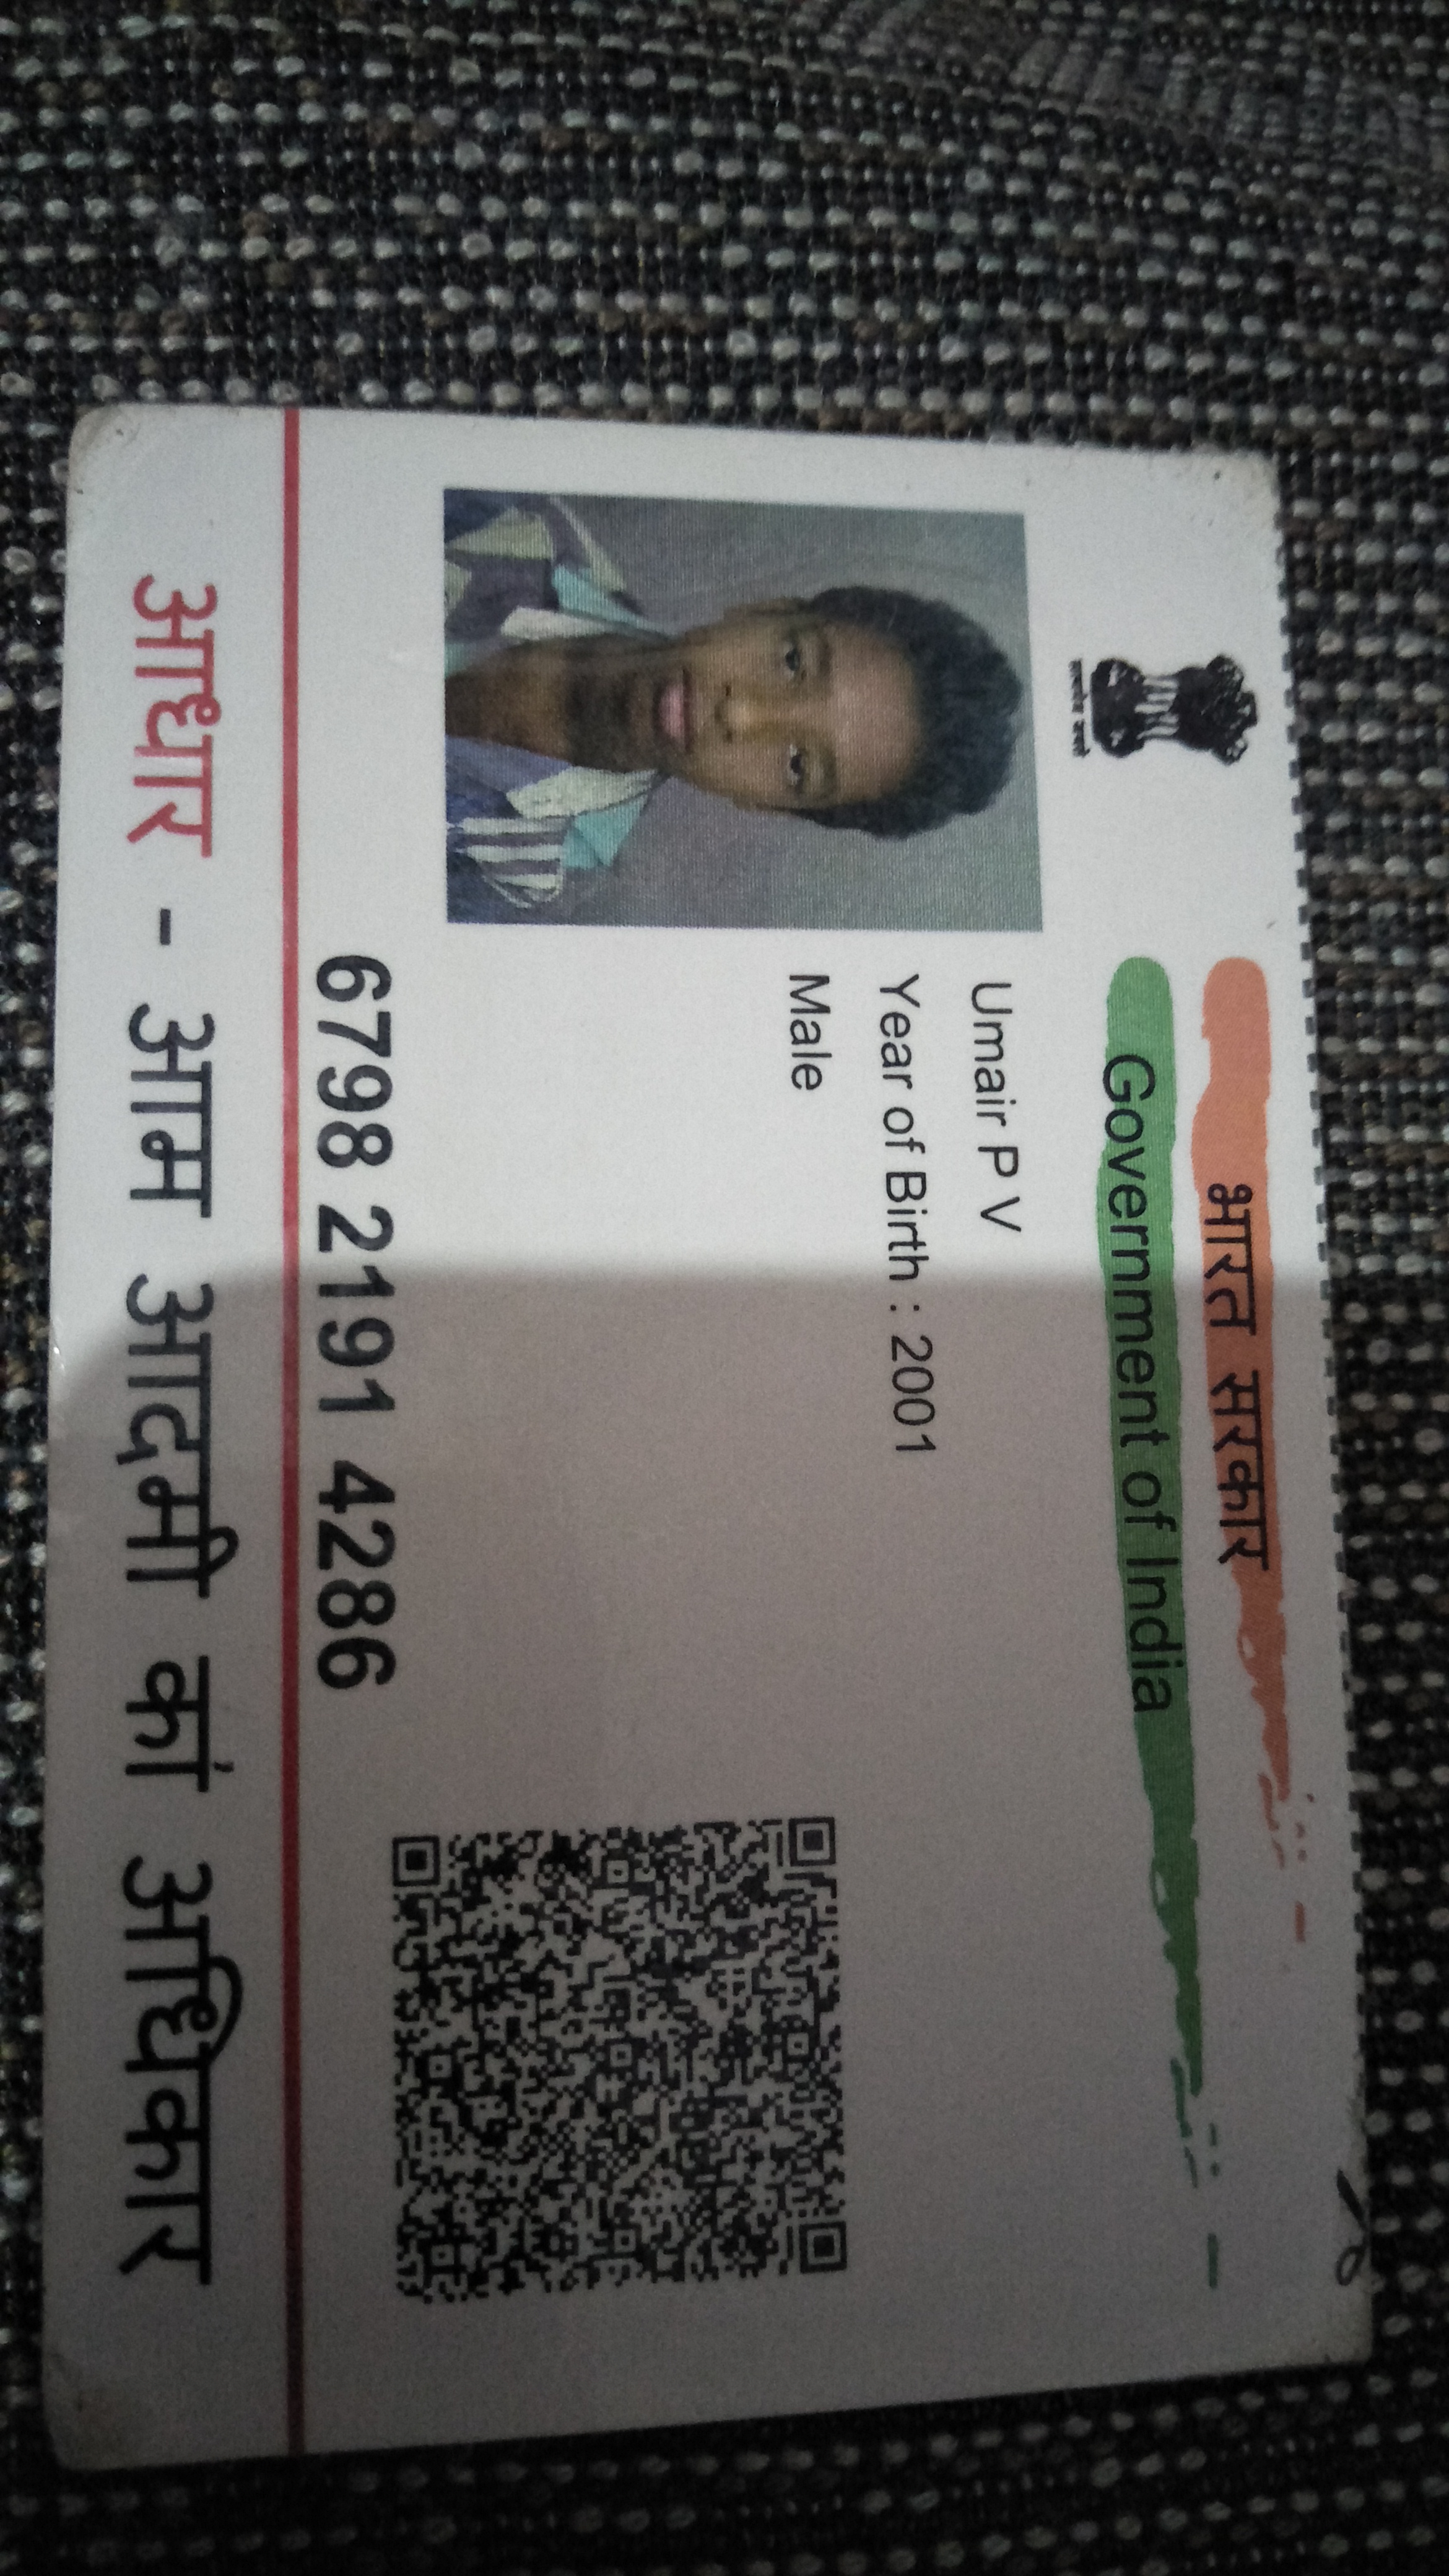 भारत सरकार
Government of India
Umair P V
Year of Birth : 2001
Male
6798 2191 4286
आधार - आम आदमी का अधिकार